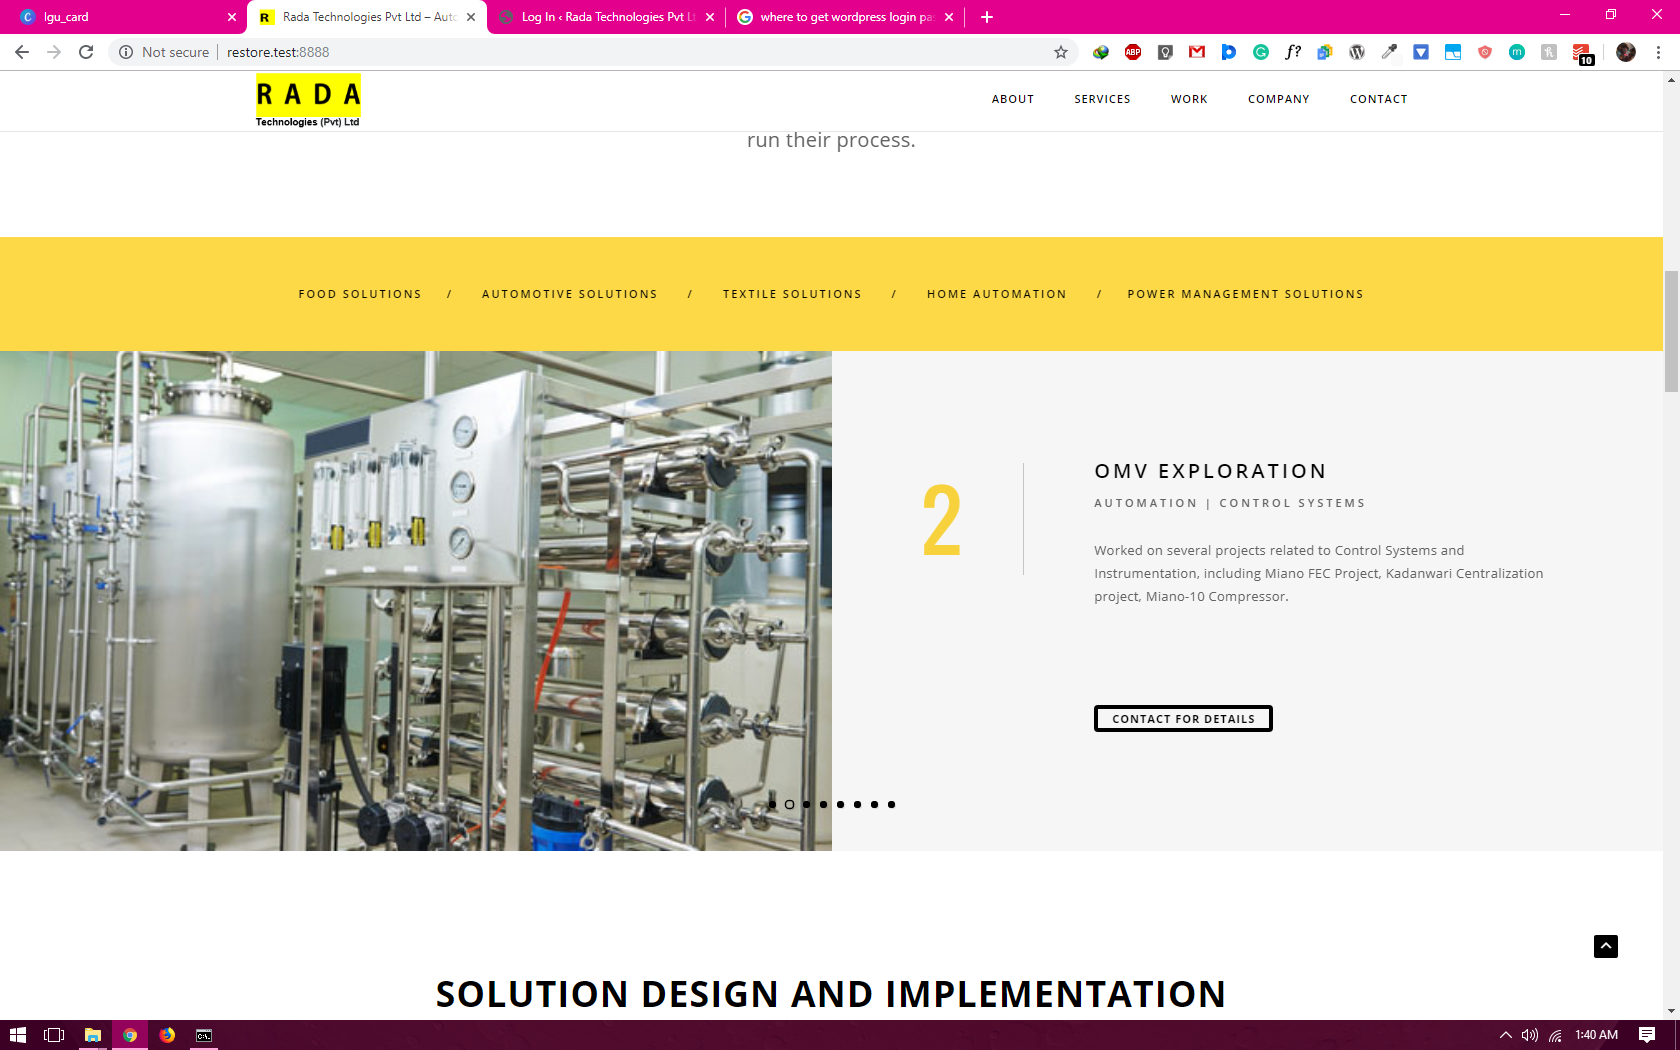 lgu_card
Rada Technologies Pvt Ltd – Auto
Log In ‹ Rada Technologies Pvt Lt
where to get wordpress login pa
Not secure
restore.test:8888
ABP
f?
10
RADA
Technologies (Pvt) Ltd
ABOUT
SERVICES
WORK
COMPANY
CONTACT
run their process.
FOOD SOLUTIONS / AUTOMOTIVE SOLUTIONS / TEXTILE SOLUTIONS / HOME AUTOMATION / POWER MANAGEMENT SOLUTIONS
2
OMV EXPLORATION
AUTOMATION | CONTROL SYSTEMS
Worked on several projects related to Control Systems and
Instrumentation, including Miano FEC Project, Kadanwari Centralization
project, Miano-10 Compressor.
CONTACT FOR DETAILS
SOLUTION DESIGN AND IMPLEMENTATION
1:40 AM